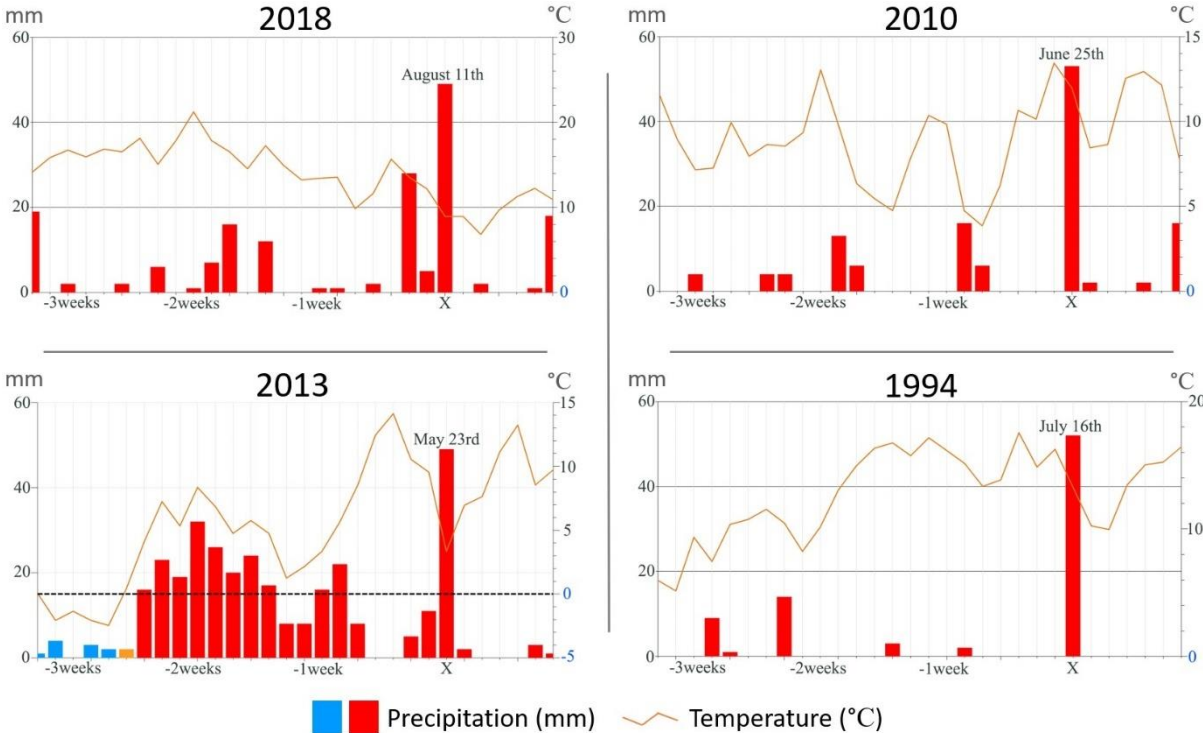 mm 2018 °C
60 30
August 11th
40 20
20 10
0 0
-3weeks -2weeks -1week X
mm 2010 °C
60 15
June 25th
40 10
20 5
0 0
-3weeks -2weeks -1week X
mm 2013 °C
60 15
May 23rd
10
40
5
20
0
0 -5
-3weeks -2weeks -1week X
mm 1994 °C
60 20
July 16th
40
10
20
0 0
-3weeks -2weeks -1week X
Precipitation (mm) Temperature (°C)